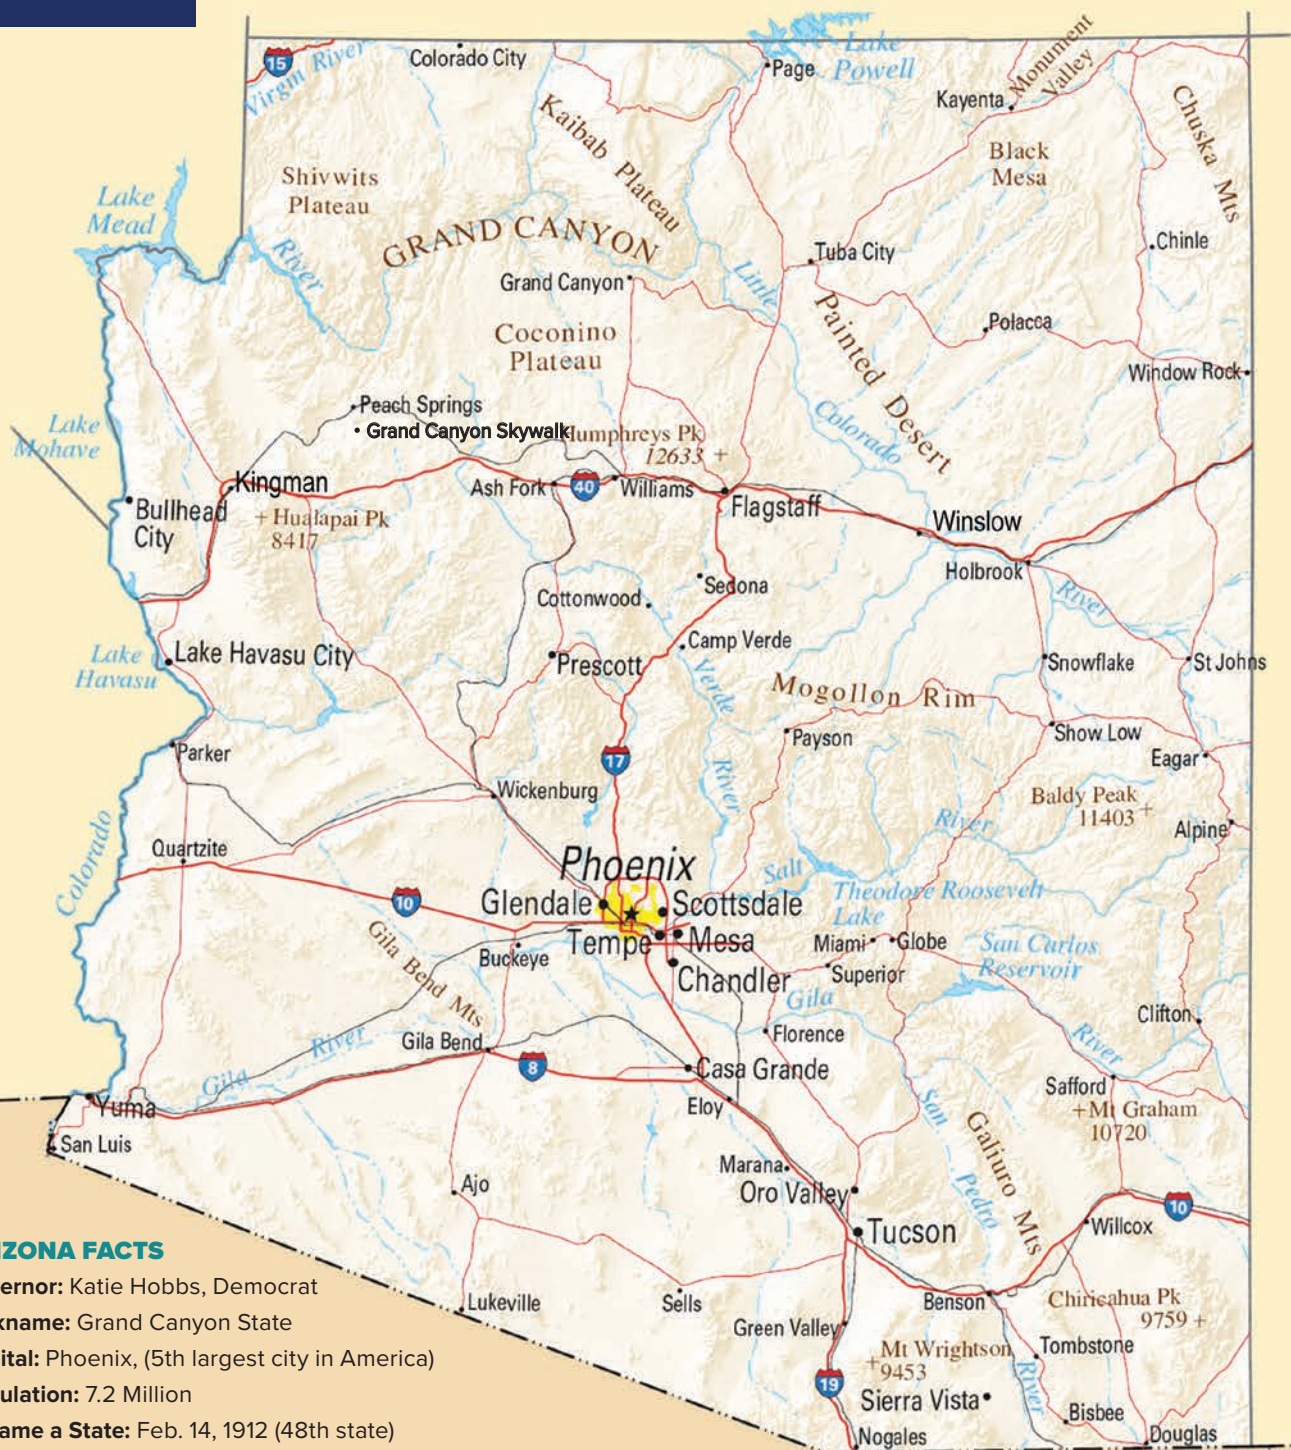 15
Virgin River
Colorado City
Page
Lake
Powell
Monument
Valley
Kayenta
Chuska Mts
Kaibab Plateau
Black
Mesa
Shivwits
Plateau
Lake
Mead
River
GRAND CANYON
Tuba City
Chinle
Grand Canyon
Little
Coconino
Plateau
Painted Desert
Polacca
Window Rock
Peach Springs
• Grand Canyon Skywalk
Humphreys Pk
12633 +
Colorado
Lake
Mohave
Kingman
Ash Fork
40
Williams
Flagstaff
Bullhead
City
+ Hualapai Pk
8417
Winslow
Holbrook
River
Sedona
Cottonwood
Camp Verde
Lake Havasu City
Lake
Havasu
Prescott
Verde
River
Mogollon Rim
Snowflake
St Johns
Parker
17
Payson
Show Low
Eagar
Wickenburg
Baldy Peak +
11403
River
Alpine
Quartzite
Colorado
Phoenix
Salt
10
Glendale
Scottsdale
Theodore Roosevelt
Lake
Tempe
Mesa
Miami
Globe
San Carlos
Reservoir
Gila Bend Mts
Buckeye
Chandler
Superior
Gila
Clifton
River
Gila Bend
Florence
River
8
Casa Grande
Gila
Safford
Yuma
Eloy
San
Pedro
+Mt Graham
10720
San Luis
Galiuro Mts
Marana
Oro Valley
Ajo
10
Willcox
Tucson
Lukeville
Sells
Benson
Chiricahua Pk
9759 +
Green Valley
Tombstone
Mt Wrightson
+9453
River
19
Sierra Vista
Bisbee
Nogales
Douglas
IZONA FACTS
ernor: Katie Hobbs, Democrat
kname: Grand Canyon State
ital: Phoenix, (5th largest city in America)
ulation: 7.2 Million
ame a State: Feb. 14, 1912 (48th state)